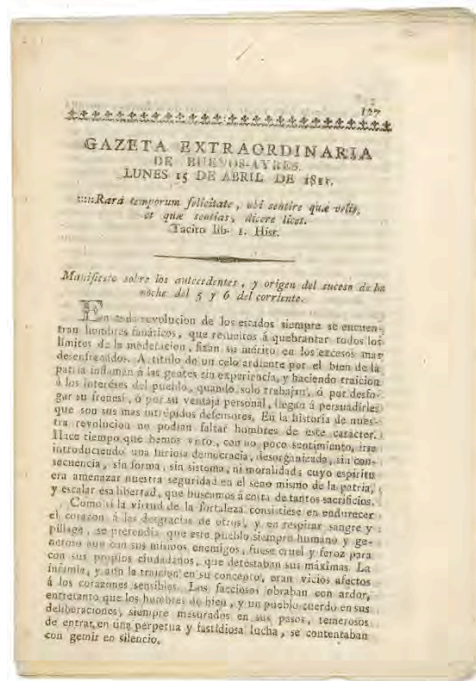 127
GAZETA EXTRAORDINARIA
DE BUENOS-AYRES.
LUNES 15 DE ABRIL DE 1811.
::::Rará temporum felicitate, ubi sentire quæ velis,
et quæ sentias, dicere licet.
Tacito lib. 1. Hist.
Manifiesto sobre los antecedentes, y origen del suceso de la
noche del 5 y 6 del corriente.
En toda revolucion de los estados siempre se encuen-
tran hombres fanáticos, que resueltos á quebrantar todos los
límites de la moderacion, fixan su mérito en los excesos mas
desenfrenados. A titulo de un celo ardiente por el bien de la
patria inflaman á las gentes sin experiencia, y haciendo traicion
á los intéreses del pueblo, quando solo trabajan, ó por desfo-
gar su frenesí, ó por su ventaja personal, llegan á persuadirle
que son sus mas intrépidos defensores. En la historia de nues-
tra revolucion no podian faltar hombres de este carácter.
Hace tiempo que hemos visto, con no poco sentimiento, irse
introduciendo una furiosa democracia, desorganizada, sin con-
secuencia, sin forma, sin sistema, ni moralidad; cuyo espíritu
era amenazar nuestra seguridad en el seno mismo de la patria,
y escalar esa libertad, que buscamos á costa de tantos sacrificios.
Como si la virtud de la fortaleza consistiese en endurecer
el corazon á las desgracias de otros, y en respirar sangre y
pillage, se pretendia que este pueblo siempre humano y ge-
neroso aun con sus mismos enemigos, fuese cruel y feroz para
con sus propios ciudadanos, que detestaban sus máximas. La
infamia, y aun la traicion en su concepto, eran vicios afectos
á los corazones sensibles. Los facciosos obraban con ardor,
entretanto que los hombres de bien, y un pueblo cuerdo en sus
deliberaciones, siempre mesurados en sus pasos, temerosos
de entrar en una perpetua y fastidiosa lucha, se contentaban
con gemir en silencio.